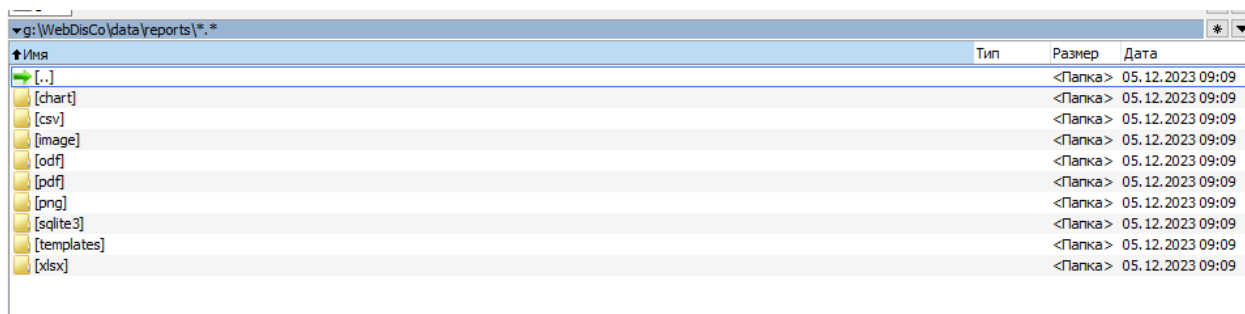 g:\WebDisCo\data\reports\*.*
Имя Тип Размер Дата
[..] <Папка> 05.12.2023 09:09
[chart] <Папка> 05.12.2023 09:09
[csv] <Папка> 05.12.2023 09:09
[image] <Папка> 05.12.2023 09:09
[odf] <Папка> 05.12.2023 09:09
[pdf] <Папка> 05.12.2023 09:09
[png] <Папка> 05.12.2023 09:09
[sqlite3] <Папка> 05.12.2023 09:09
[templates] <Папка> 05.12.2023 09:09
[xlsx] <Папка> 05.12.2023 09:09